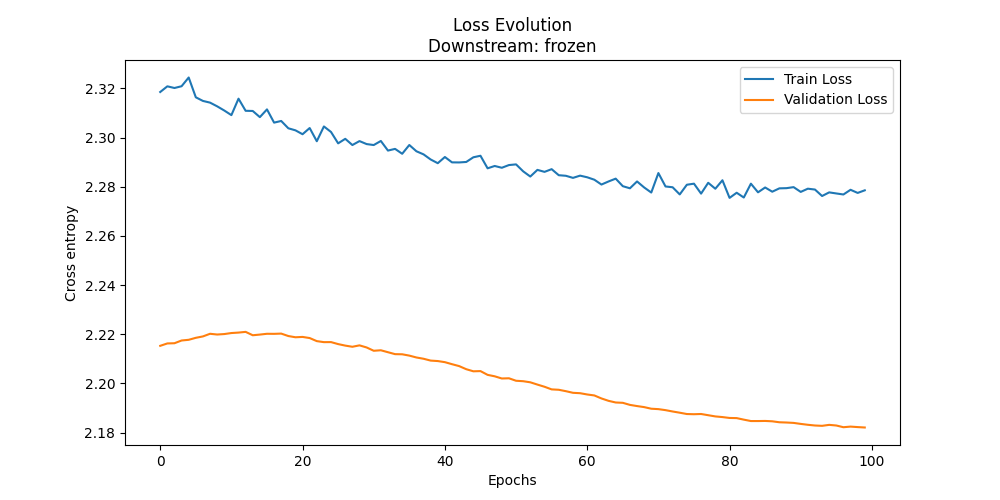 Loss Evolution
Downstream: frozen
Train Loss
Validation Loss
Cross entropy
2.32
2.30
2.28
2.26
2.24
2.22
2.20
2.18
0 20 40 60 80 100
Epochs